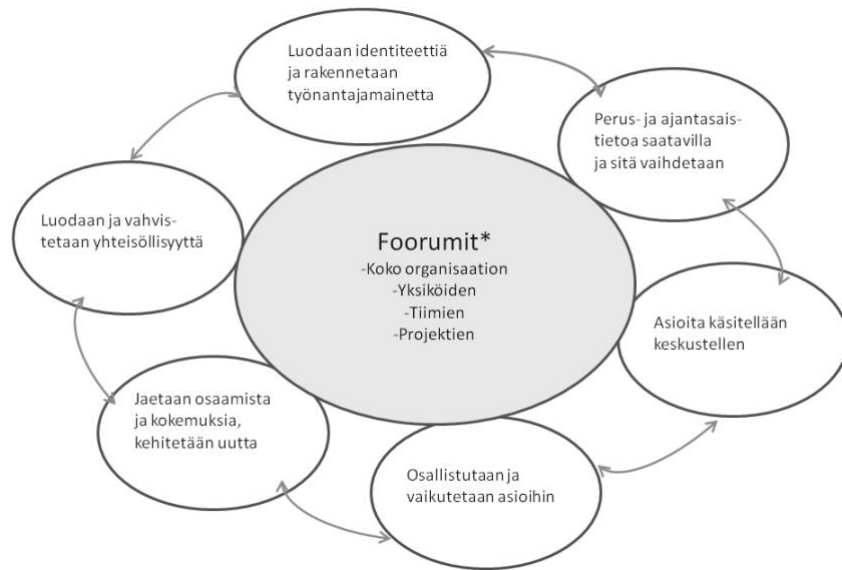 Luodaan identiteettiä
ja rakennetaan
työnantajamainetta
Perus- ja ajantasais-
tietoa saatavilla
ja sitä vaihdetaan
Luodaan ja vahvis-
tetaan yhteisöllisyyttä
Foorumit*
-Koko organisaation
-Yksiköiden
-Tiimien
-Projektien
Asioita käsitellään
keskustellen
Jaetaan osaamista
ja kokemuksia,
kehitetään uutta
Osallistutaan ja
vaikutetaan asioihin